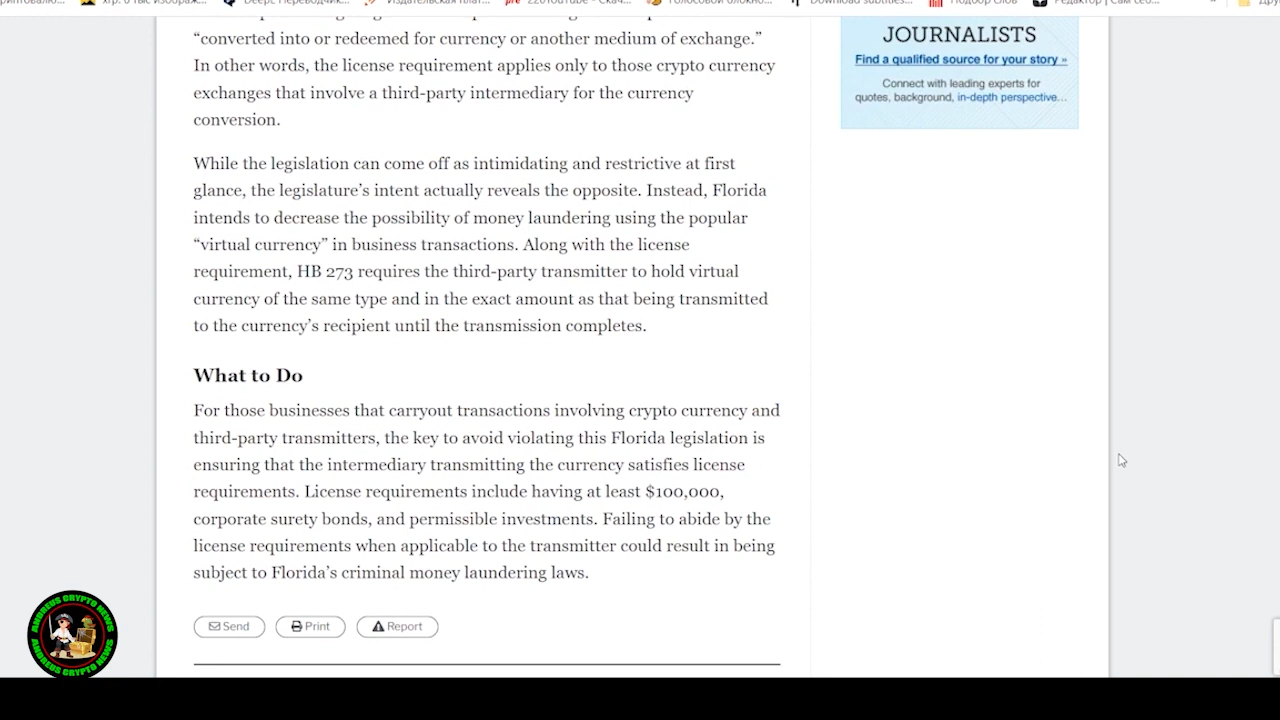 Download subtitles...
"converted into or redeemed for currency or another medium of exchange."
In other words, the license requirement applies only to those crypto currency
exchanges that involve a third-party intermediary for the currency
conversion.
While the legislation can come off as intimidating and restrictive at first
glance, the legislature's intent actually reveals the opposite. Instead, Florida
intends to decrease the possibility of money laundering using the popular
“virtual currency” in business transactions. Along with the license
requirement, HB 273 requires the third-party transmitter to hold virtual
currency of the same type and in the exact amount as that being transmitted
to the currency's recipient until the transmission completes.
What to Do
For those businesses that carryout transactions involving crypto currency and
third-party transmitters, the key to avoid violating this Florida legislation is
ensuring that the intermediary transmitting the currency satisfies license
requirements. License requirements include having at least $100,000,
corporate surety bonds, and permissible investments. Failing to abide by the
license requirements when applicable to the transmitter could result in being
subject to Florida's criminal money laundering laws.
Send
Print
Report
JOURNALISTS
Find a qualified source for your story »
Connect with leading experts for
quotes, background, in-depth perspective...
ANDREUS CRYPTO NEWS
ANDREUS CRYPTO NEWS